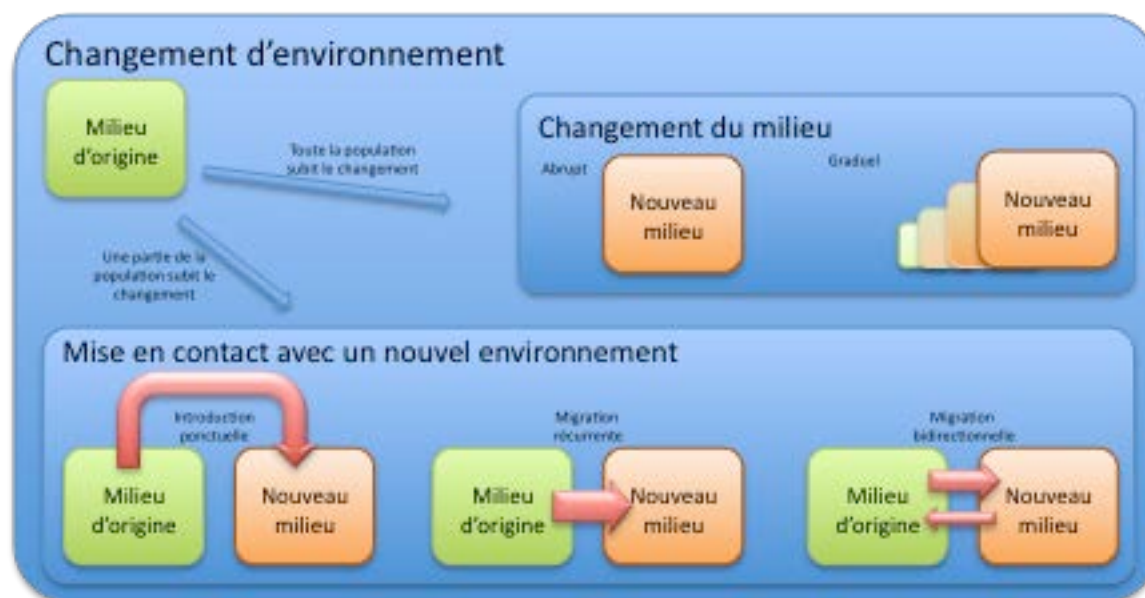 Changement d'environnement
Milieu
d'origine
Toute la population
subit le changement
Une partie de la
population subit le
changement
Changement du milieu
Abrupt
Nouveau
milieu
Graduel
Nouveau
milieu
Mise en contact avec un nouvel environnement
Introduction
ponctuelle
Milieu
d'origine
Nouveau
milieu
Migration
récurrente
Milieu
d'origine
Nouveau
milieu
Migration
bidirectionnelle
Milieu
d'origine
Nouveau
milieu